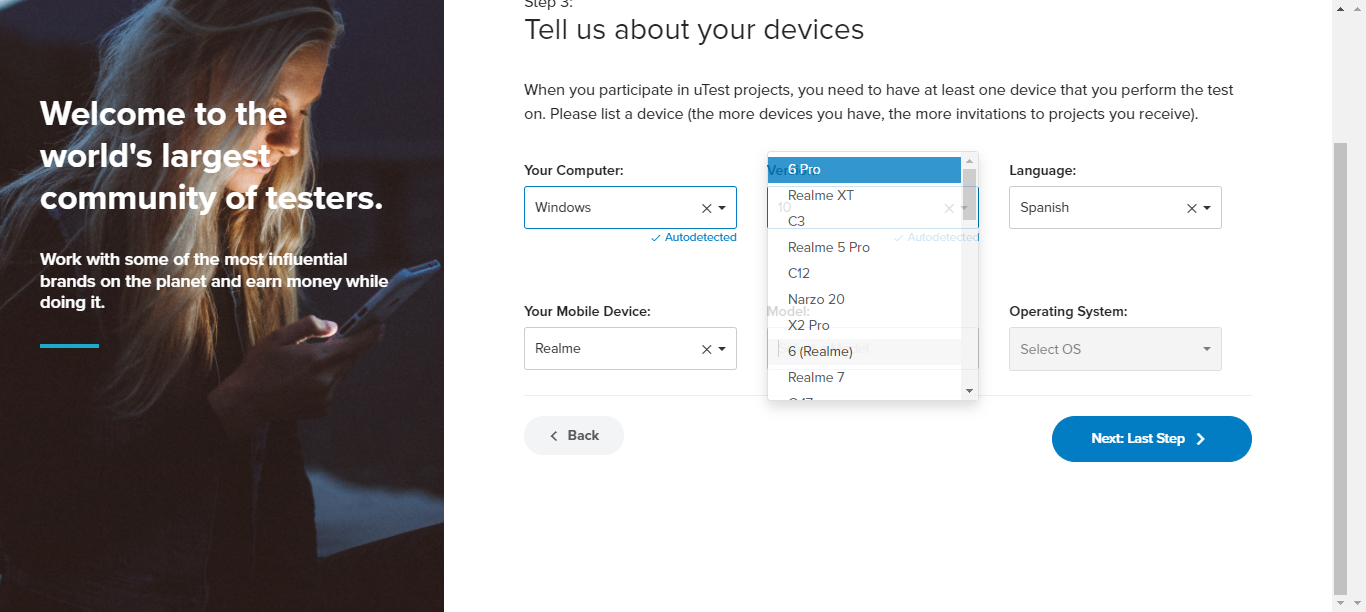 Step 3:
Tell us about your devices
Welcome to the
world's largest
community of testers.
Work with some of the most influential
brands on the planet and earn money while
doing it.
When you participate in uTest projects, you need to have at least one device that you perform the test
on. Please list a device (the more devices you have, the more invitations to projects you receive).
Your Computer:
Windows
Autodetected
10
Autodetected
Language:
Spanish
Your Mobile Device:
Realme
Model:
6 Pro
Realme XT
C3
Realme 5 Pro
C12
Narzo 20
X2 Pro
6 (Realme)
Realme 7
Operating System:
Select OS
Back
Next: Last Step